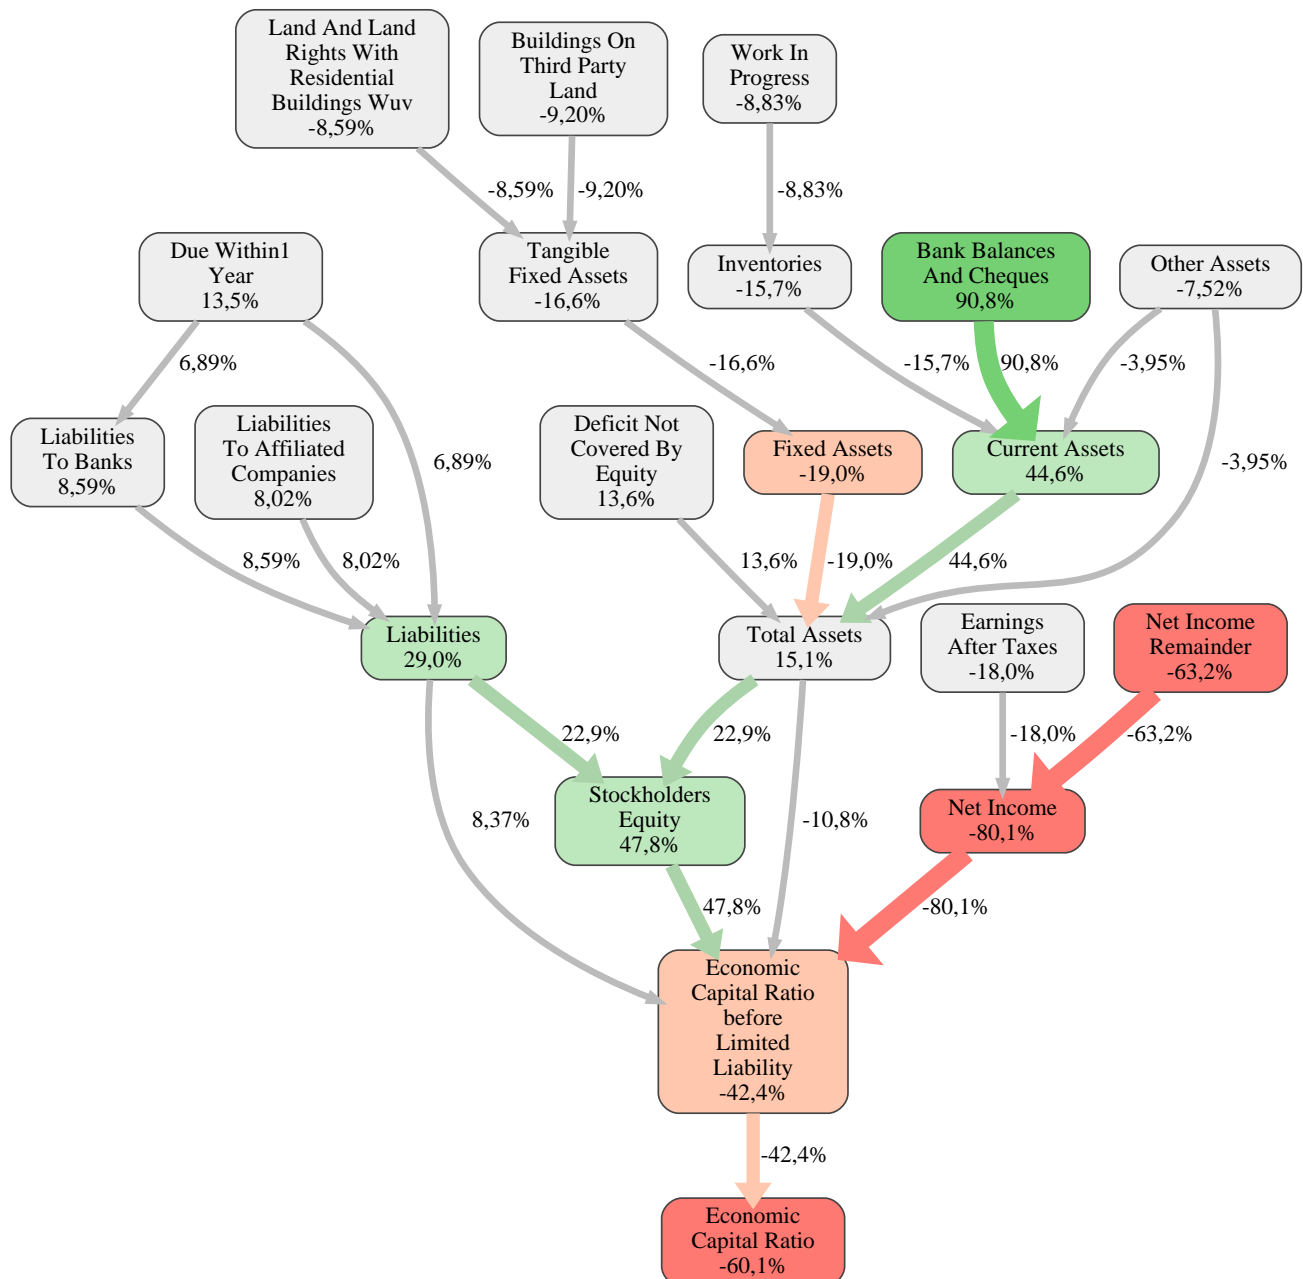 Land And Land
Rights With
Residential
Buildings Wuv
-8,59%
Buildings On
Third Party
Land
-9,20%
Work In
Progress
-8,83%
-8,59%
-9,20%
-8,83%
Due Within1
Year
13,5%
Tangible
Fixed Assets
-16,6%
Inventories
-15,7%
Bank Balances
And Cheques
90,8%
Other Assets
-7,52%
6,89%
-16,6%
-15,7%
90,8%
-3,95%
Liabilities
To Banks
8,59%
Liabilities
To Affiliated
Companies
8,02%
6,89%
Deficit Not
Covered By
Equity
13,6%
Fixed Assets
-19,0%
Current Assets
44,6%
-3,95%
8,59%
8,02%
13,6%
-19,0%
44,6%
Liabilities
29,0%
Total Assets
15,1%
Earnings
After Taxes
-18,0%
Net Income
Remainder
-63,2%
22,9%
22,9%
-18,0%
-63,2%
8,37%
Stockholders
Equity
47,8%
-10,8%
Net Income
-80,1%
47,8%
-80,1%
Economic
Capital Ratio
before
Limited
Liability
-42,4%
-42,4%
Economic
Capital Ratio
-60,1%